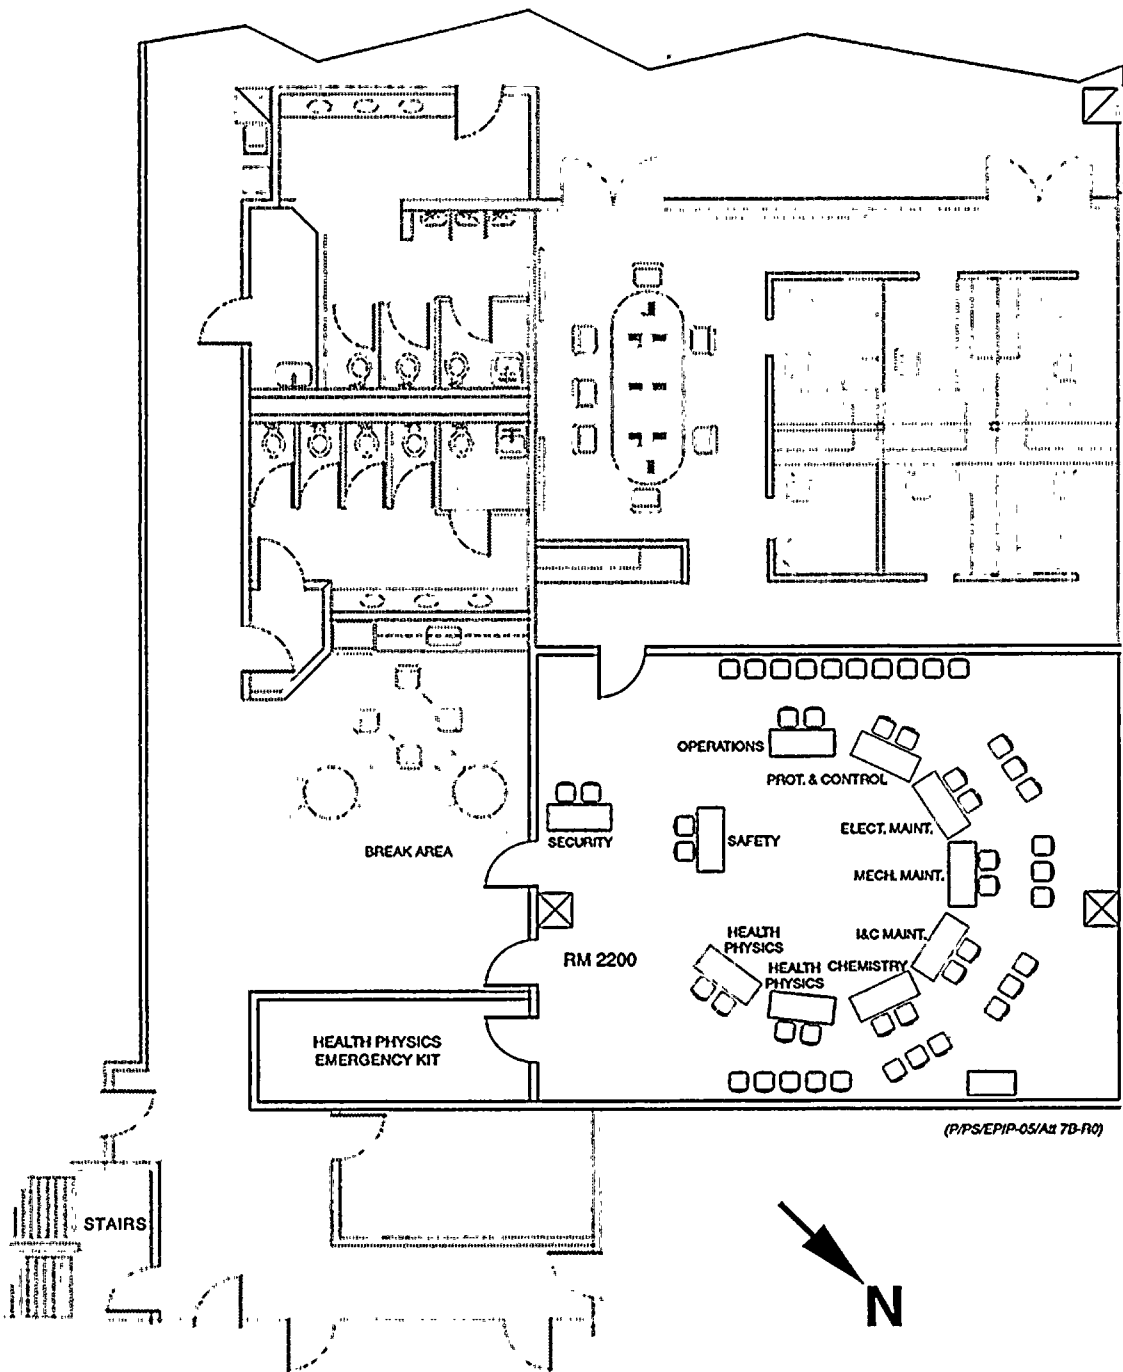 OPERATIONS
PROT. & CONTROL
SECURITY
SAFETY
ELECT. MAINT.
BREAK AREA
MECH. MAINT.
HEALTH
PHYSICS
I&C MAINT.
RM 2200
HEALTH
PHYSICS
CHEMISTRY
HEALTH PHYSICS
EMERGENCY KIT
(P/PS/EPIP-05/Att 7B-R0)
STAIRS
N